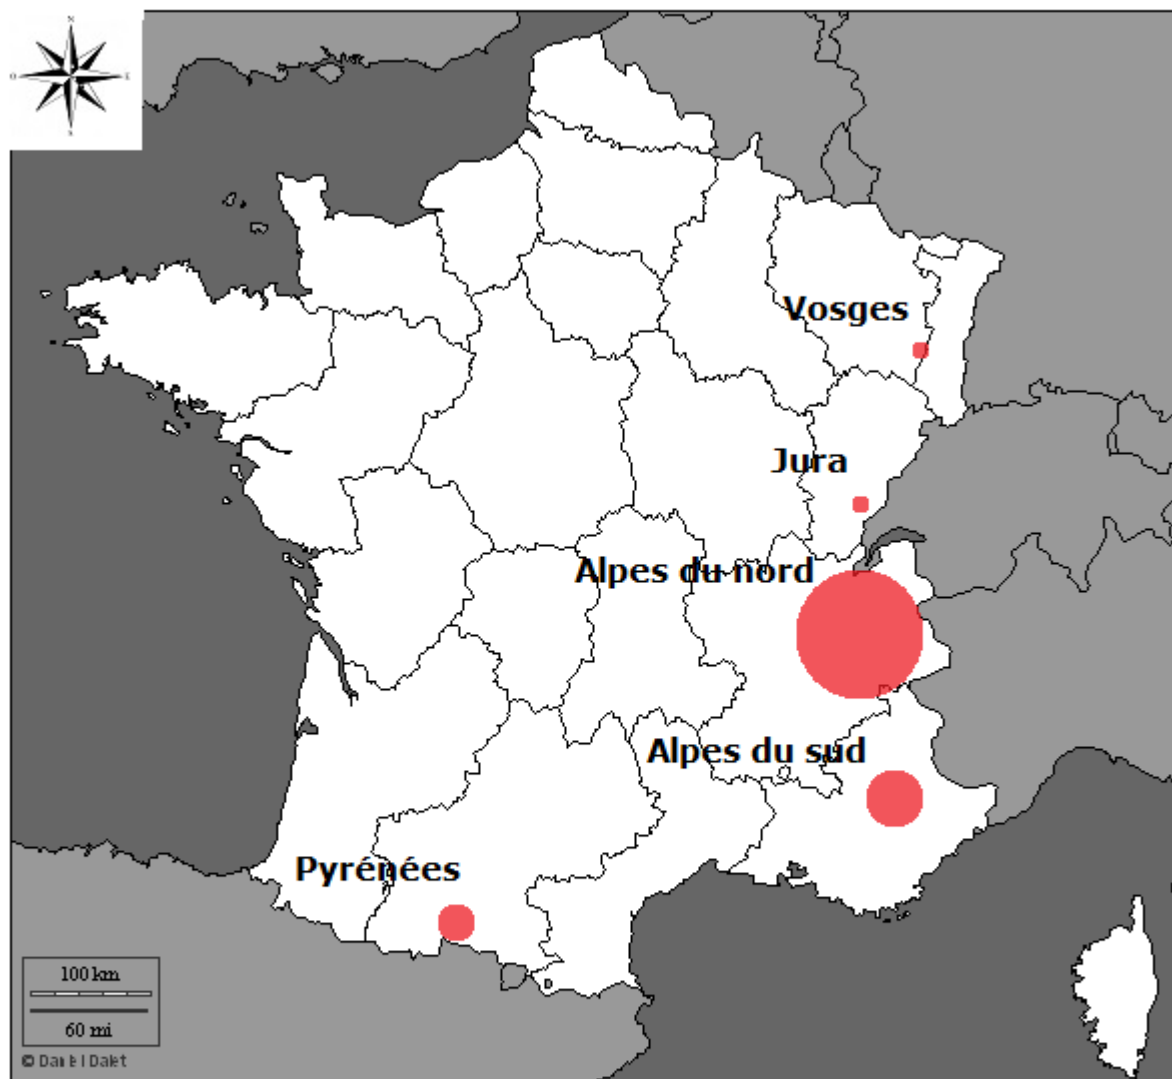 N
O
E
S
Vosges
Jura
Alpes du nord
Alpes du sud
Pyrénées
100 km
60 mi
© Daniel Dalet